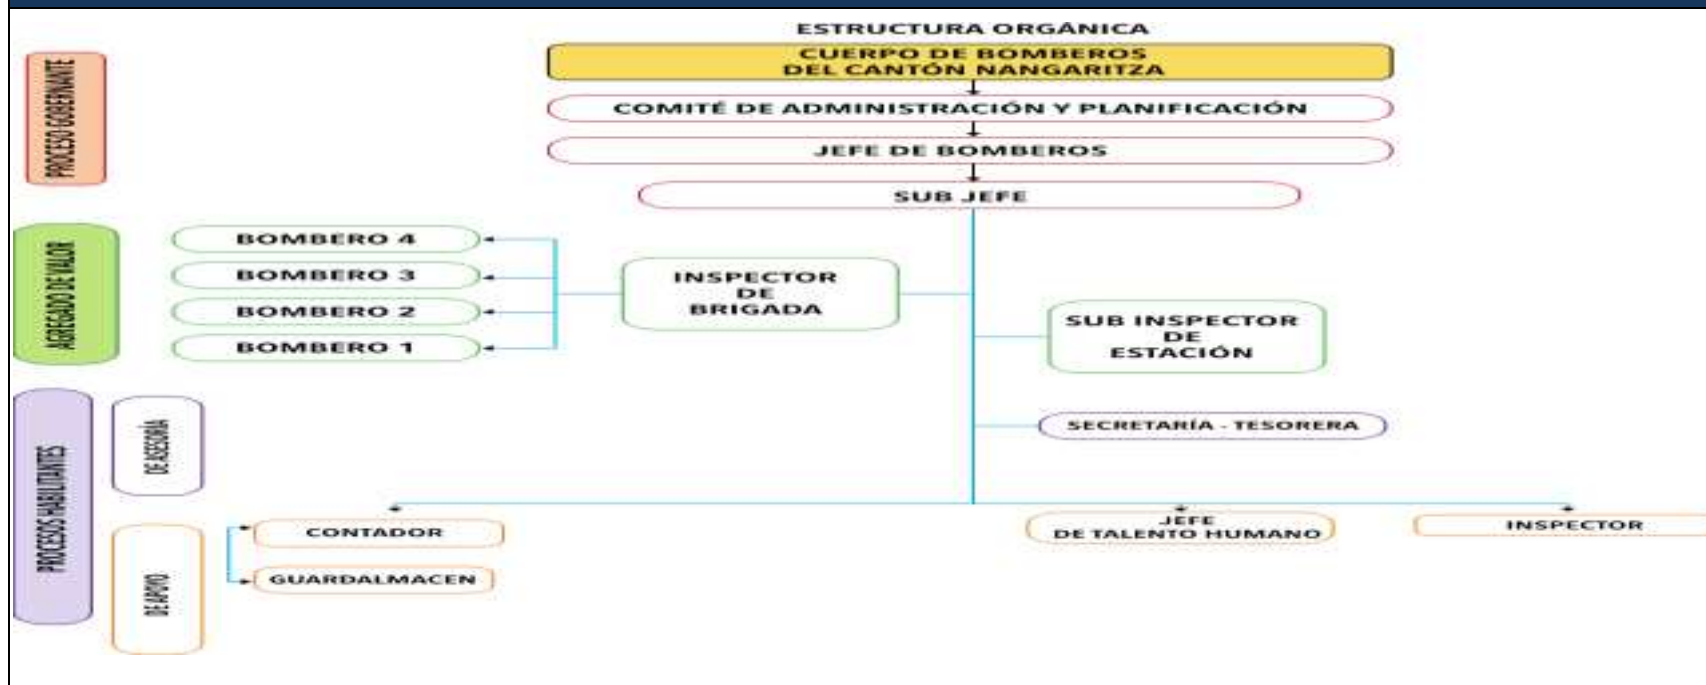 ESTRUCTURA ORGÁNICA
CUERPO DE BOMBEROS
DEL CANTÓN NANGARITZA
PROCESO GOBERNANTE
COMITÉ DE ADMINISTRACIÓN Y PLANIFICACIÓN
JEFE DE BOMBEROS
SUB JEFE
AGREGADO DE VALOR
BOMBERO 4
BOMBERO 3
BOMBERO 2
BOMBERO 1
INSPECTOR
DE
BRIGADA
SUB INSPECTOR
DE
ESTACIÓN
PROCESOS HABILITANTES
DE ASESORÍA
SECRETARÍA - TESORERA
DE APOYO
CONTADOR
GUARDALMACEN
JEFE
DE TALENTO HUMANO
INSPECTOR